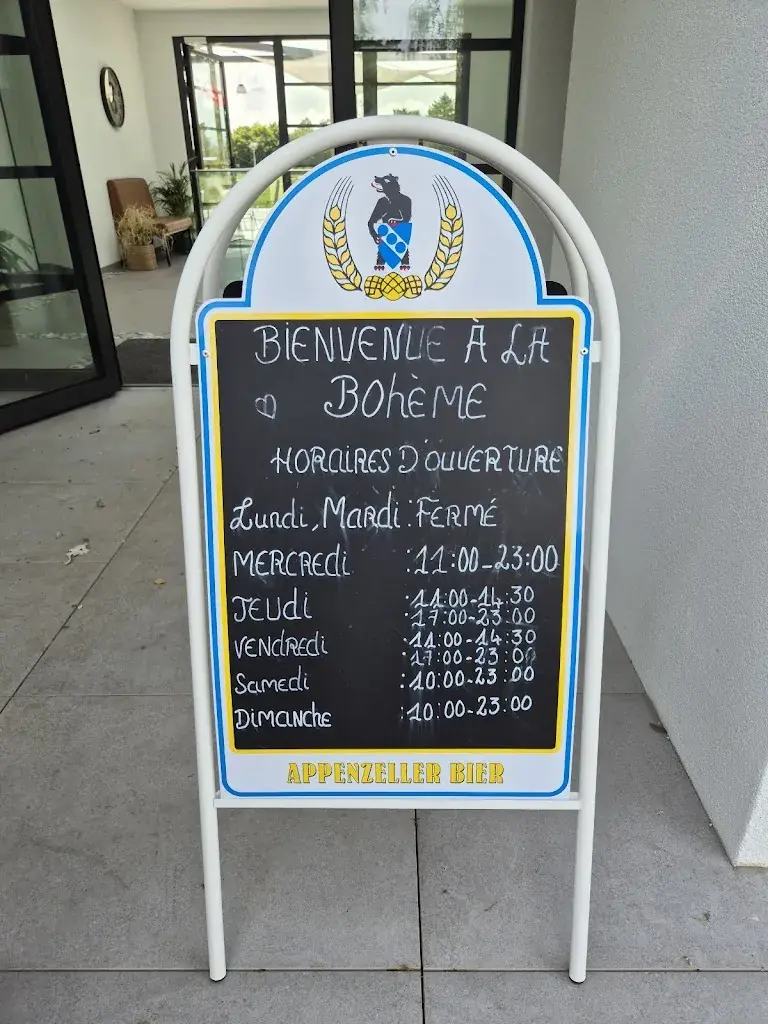 BIENVENUE À LA
BOhÈME
HORAIRES D'OUVERTURE
Lundi, Mardi : FERMÉ
MERCREDI : 11:00-23:00
JEUDI : 11:00-14:30
17:00-23:00
VENDREDI : 11:00-14:30
: 17:00-23:00
SAMEDI : 10:00-23:00
DIMANCHE : 10:00-23:00
APPENZELLER BIER